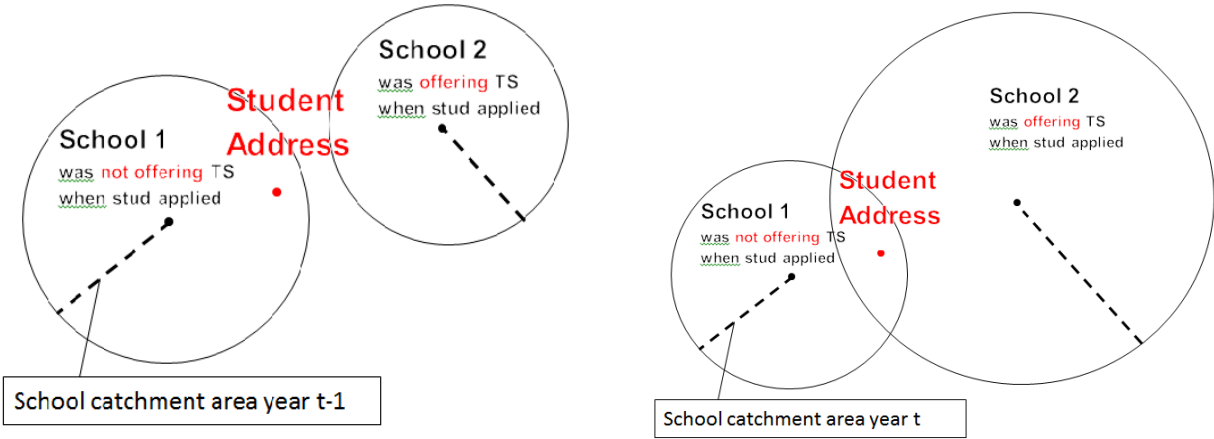 School 2
was offering TS
when stud applied
Student
Address
School 1
was not offering TS
when stud applied
School catchment area year t-1
School 2
was offering TS
when stud applied
Student
Address
School 1
was not offering TS
when stud applied
School catchment area year t